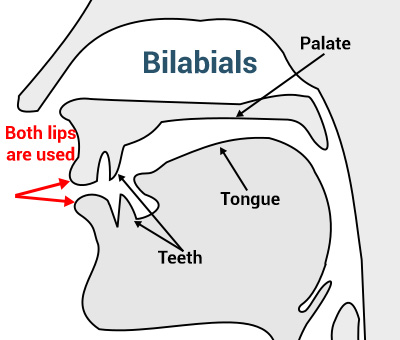 Palate
Bilabials
Both lips
are used
Tongue
Teeth